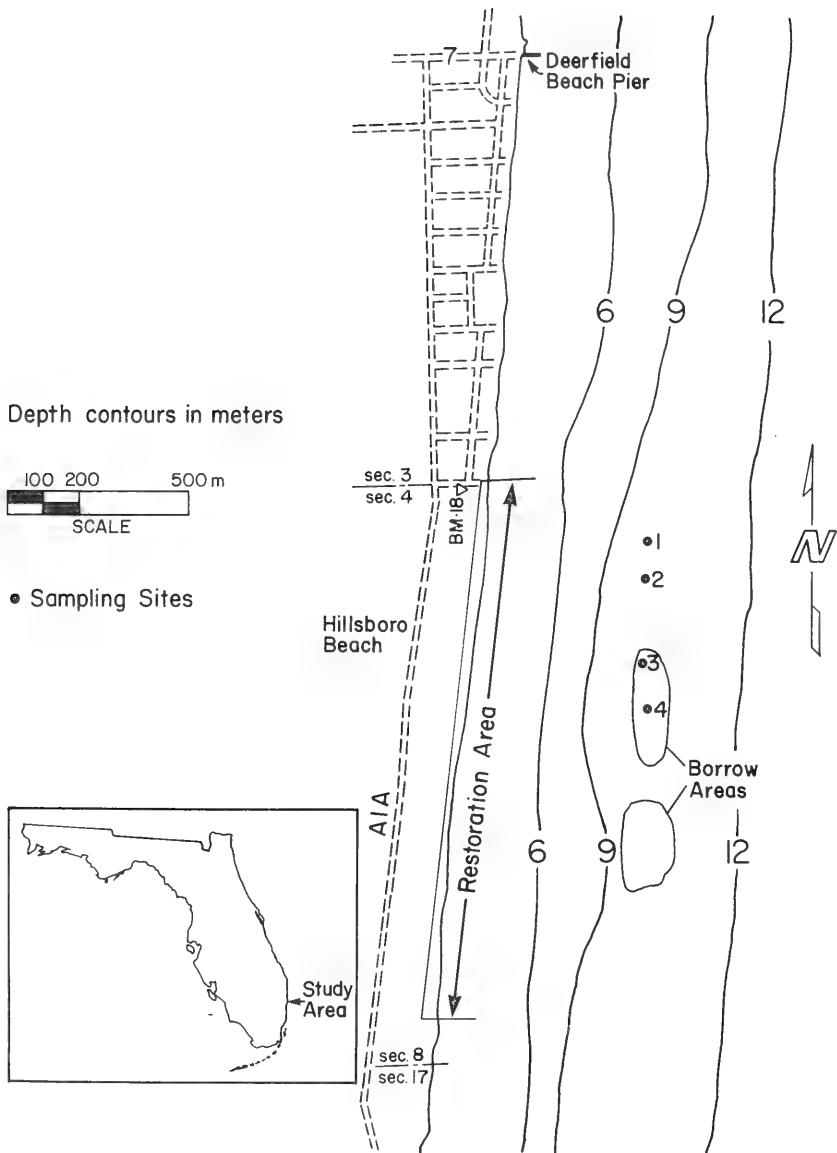 7
Deerfield
Beach Pier
6
9
12
Depth contours in meters
100 200 500 m
SCALE
sec. 3
sec. 4
BM-18
1
2
N
• Sampling Sites
Hillsboro
Beach
3
4
Restoration Area
Borrow
Areas
A1A
6
9
12
Study
Area
sec. 8
sec. 17